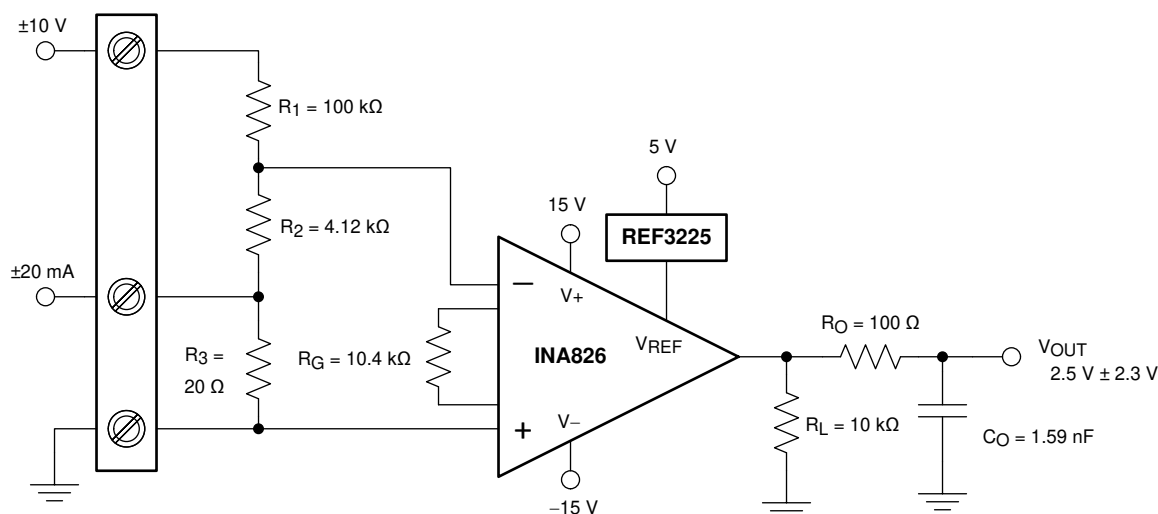 ±10 V
R1 = 100 kΩ
5 V
15 V
REF3225
R2 = 4.12 kΩ
±20 mA
−
V+
RO = 100 Ω
R3 =
20 Ω
RG = 10.4 kΩ
INA826
VREF
VOUT
2.5 V ± 2.3 V
+
V−
RL = 10 kΩ
CO = 1.59 nF
−15 V